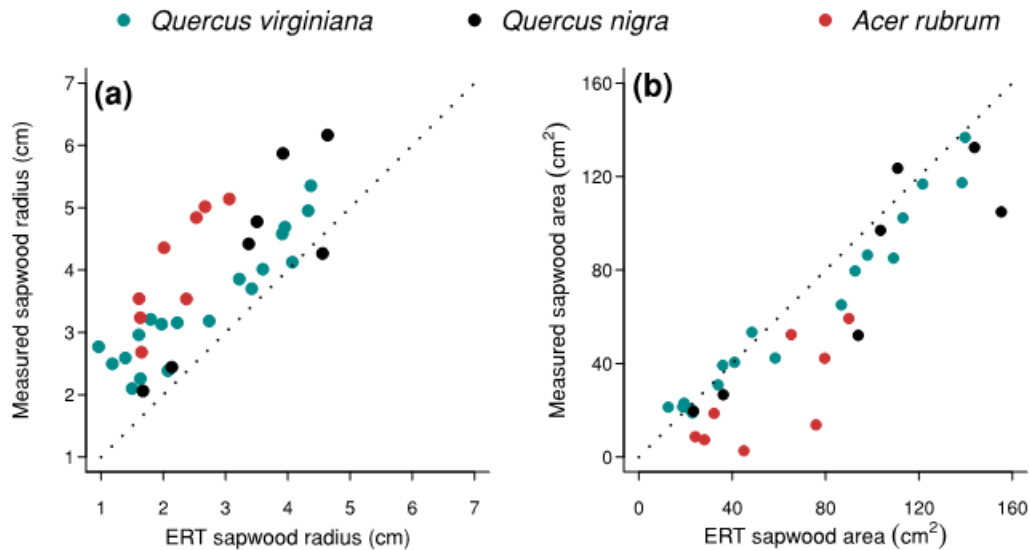 Quercus virginiana Quercus nigra Acer rubrum
(a)
7
6
5
4
3
2
1
Measured sapwood radius (cm)
1 2 3 4 5 6 7
ERT sapwood radius (cm)
(b)
160
120
80
40
0
Measured sapwood area (cm²)
0 40 80 120 160
ERT sapwood area (cm²)